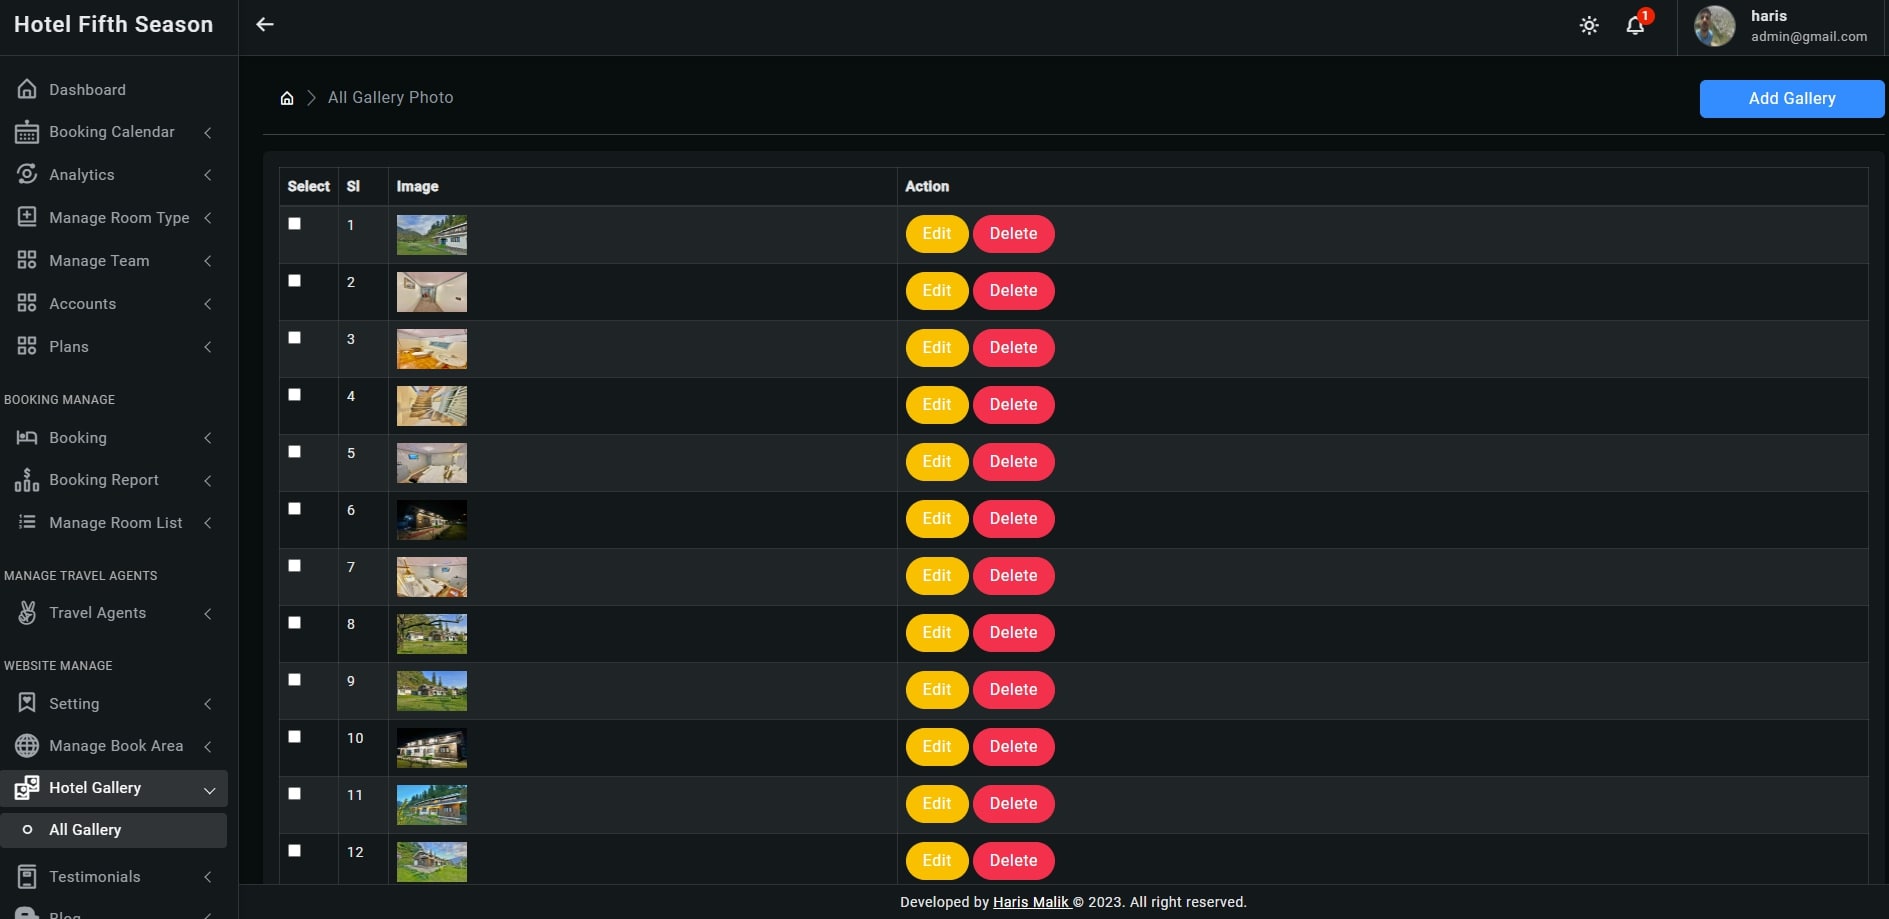 Hotel Fifth Season
1
haris
admin@gmail.com
Dashboard
Booking Calendar
Analytics
Manage Room Type
Manage Team
Accounts
Plans
BOOKING MANAGE
Booking
Booking Report
Manage Room List
MANAGE TRAVEL AGENTS
Travel Agents
WEBSITE MANAGE
Setting
Manage Book Area
Hotel Gallery
All Gallery
Testimonials
Blog
All Gallery Photo
Add Gallery
Select Sl Image Action
1 Edit Delete
2 Edit Delete
3 Edit Delete
4 Edit Delete
5 Edit Delete
6 Edit Delete
7 Edit Delete
8 Edit Delete
9 Edit Delete
10 Edit Delete
11 Edit Delete
12 Edit Delete
Developed by Haris Malik © 2023. All right reserved.